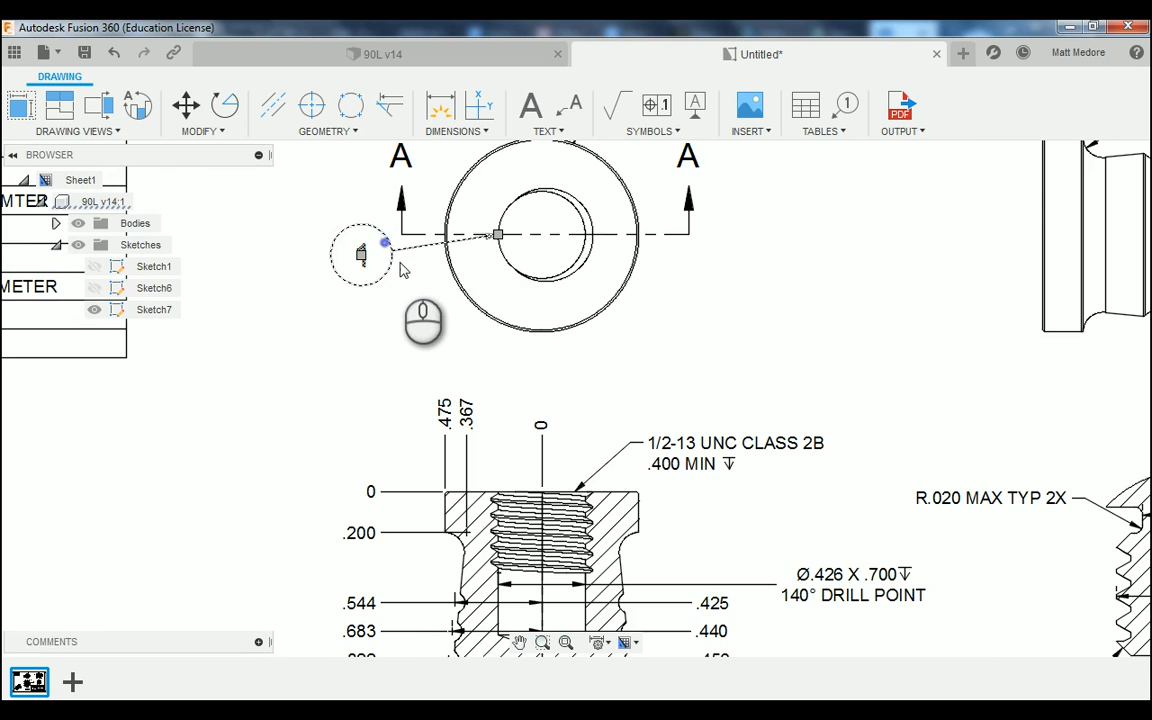 Autodesk Fusion 360 (Education License)
90L v14
Untitled*
Matt Medore
DRAWING
DRAWING VIEWS
MODIFY
GEOMETRY
DIMENSIONS
TEXT
SYMBOLS
INSERT
TABLES
OUTPUT
BROWSER
Sheet1
90L v14:1
Bodies
Sketches
Sketch1
Sketch6
METER
Sketch7
A
A
.475
.367
0
0
.200
.544
.683
1/2-13 UNC CLASS 2B
.400 MIN
R.020 MAX TYP 2X
Ø.426 X .700
140° DRILL POINT
.425
.440
COMMENTS